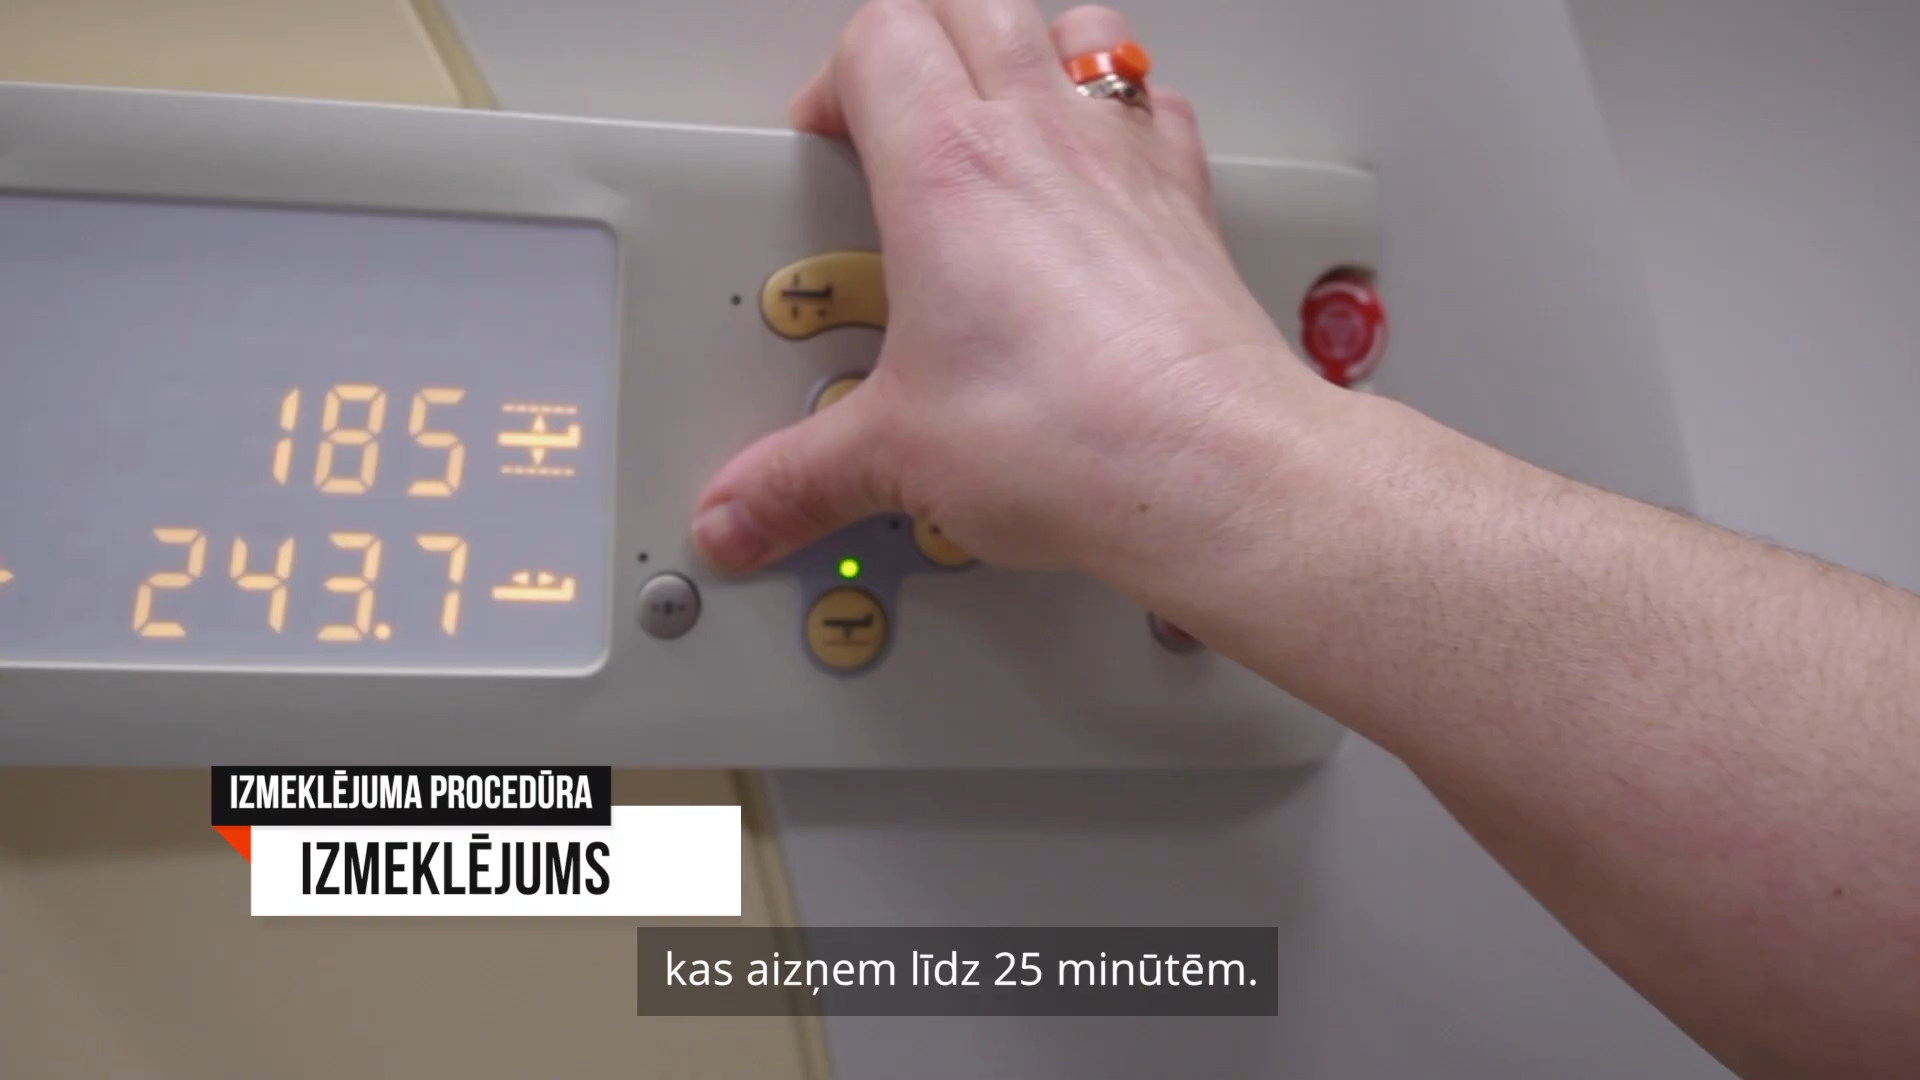 185
243.7
IZMEKLĒJUMA PROCEDŪRA
IZMEKLĒJUMS
kas aizņem līdz 25 minūtēm.